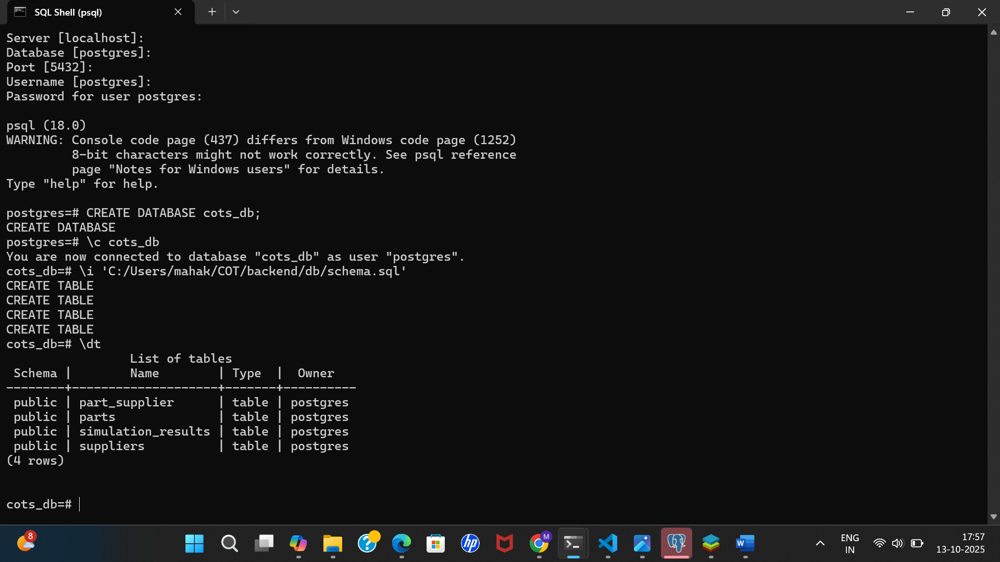 SQL Shell (psql)
Server [localhost]:
Database [postgres]:
Port [5432]:
Username [postgres]:
Password for user postgres:
psql (18.0)
WARNING: Console code page (437) differs from Windows code page (1252)
         8-bit characters might not work correctly. See psql reference
         page "Notes for Windows users" for details.
Type "help" for help.
postgres=# CREATE DATABASE cots_db;
CREATE DATABASE
postgres=# \c cots_db
You are now connected to database "cots_db" as user "postgres".
cots_db=# \i 'C:/Users/mahak/COT/backend/db/schema.sql'
CREATE TABLE
CREATE TABLE
CREATE TABLE
CREATE TABLE
cots_db=# \dt
                 List of tables
 Schema |        Name        | Type  |  Owner
--------+--------------------+-------+----------
 public | part_supplier      | table | postgres
 public | parts              | table | postgres
 public | simulation_results | table | postgres
 public | suppliers          | table | postgres
(4 rows)
cots_db=#
8
hp
M
W
ENG
IN
17:57
13-10-2025